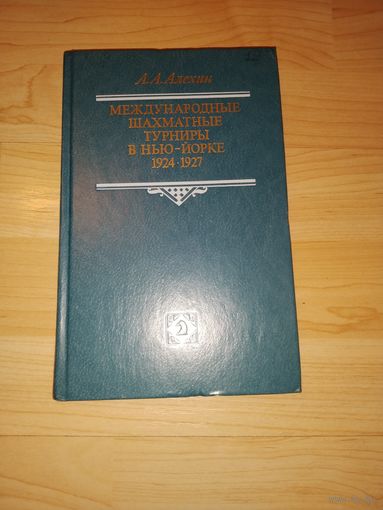 А. А. Алехин
МЕЖДУНАРОДНЫЕ
ШАХМАТНЫЕ
ТУРНИРЫ
В НЬЮ-ЙОРКЕ
1924·1927